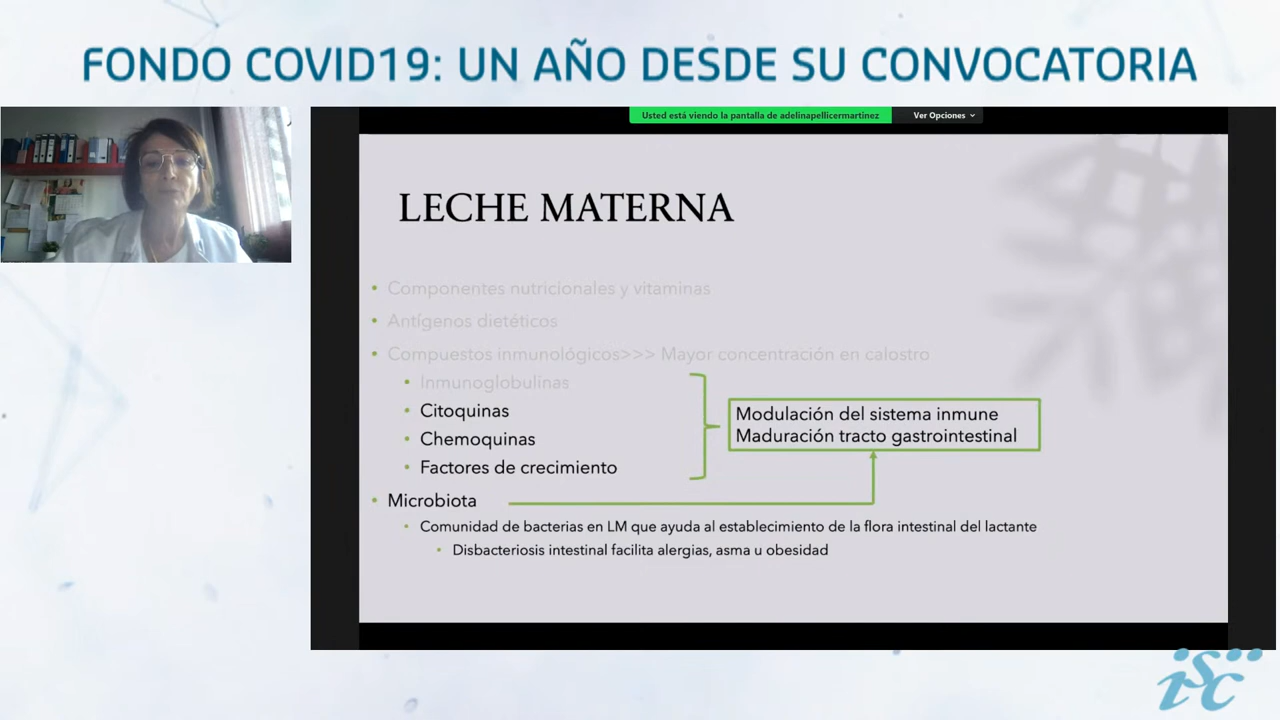 FONDO COVID19: UN AÑO DESDE SU CONVOCATORIA
Usted está viendo la pantalla de adelinapellicermartinez
Ver Opciones
LECHE MATERNA
• Componentes nutricionales y vitaminas
• Antígenos dietéticos
• Compuestos inmunológicos>>> Mayor concentración en calostro
• Inmunoglobulinas
• Citoquinas
• Chemoquinas
• Factores de crecimiento
Modulación del sistema inmune
Maduración tracto gastrointestinal
• Microbiota
• Comunidad de bacterias en LM que ayuda al establecimiento de la flora intestinal del lactante
• Disbacteriosis intestinal facilita alergias, asma u obesidad
isciii